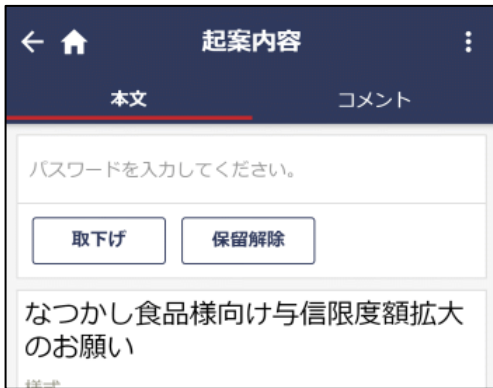 起案内容
本文 コメント
パスワードを入力してください。
取下げ 保留解除
なつかし食品様向け与信限度額拡大
のお願い
様式